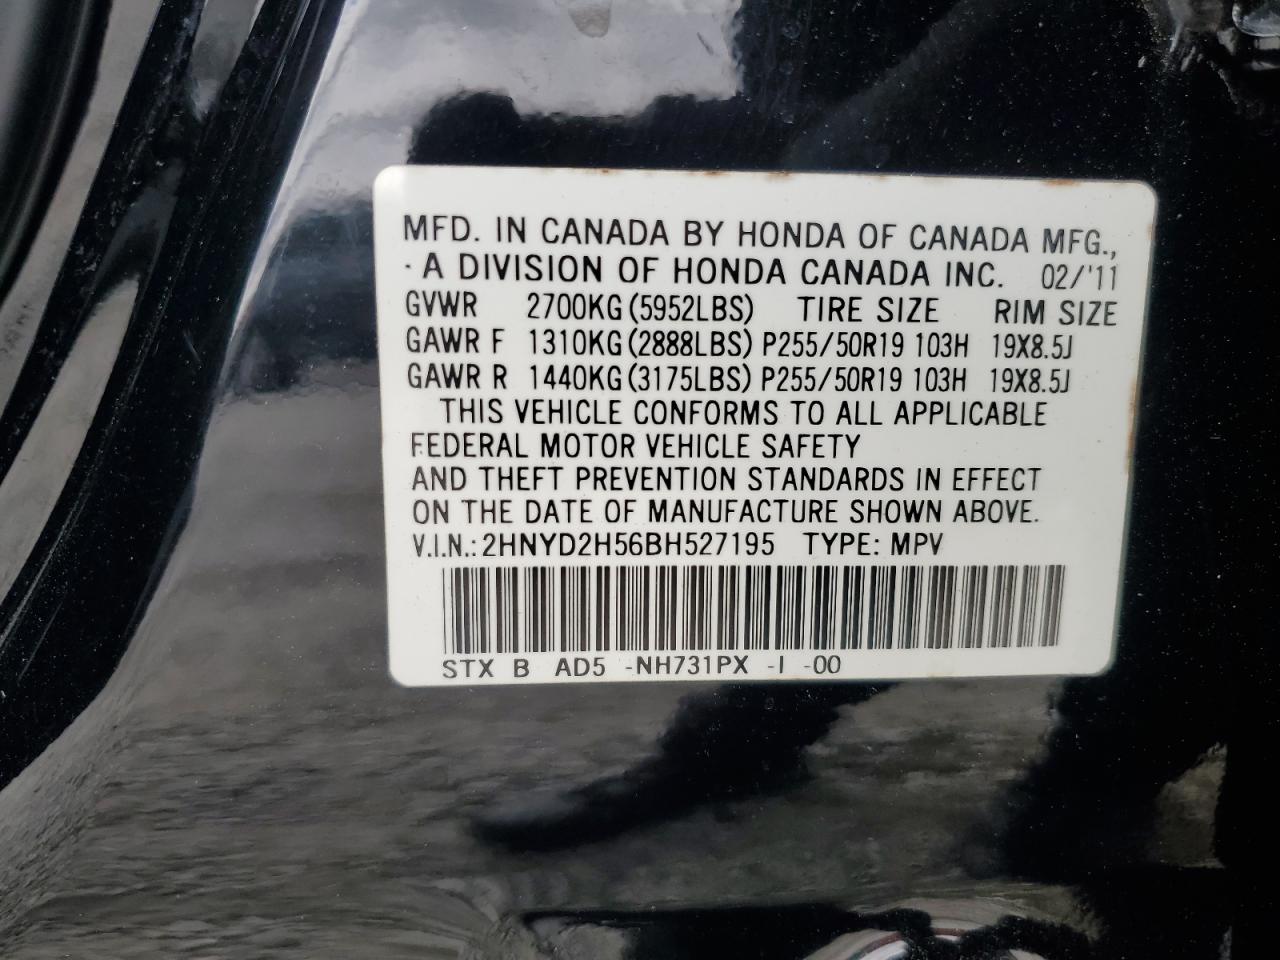 MFD. IN CANADA BY HONDA OF CANADA MFG.,
· A DIVISION OF HONDA CANADA INC. 02/'11
GVWR 2700KG (5952LBS) TIRE SIZE RIM SIZE
GAWR F 1310KG (2888LBS) P255/50R19 103H 19X8.5J
GAWR R 1440KG (3175LBS) P255/50R19 103H 19X8.5J
THIS VEHICLE CONFORMS TO ALL APPLICABLE
FEDERAL MOTOR VEHICLE SAFETY
AND THEFT PREVENTION STANDARDS IN EFFECT
ON THE DATE OF MANUFACTURE SHOWN ABOVE.
V.I.N.: 2HNYD2H56BH527195 TYPE: MPV
STX B AD5 -NH731PX -I -00